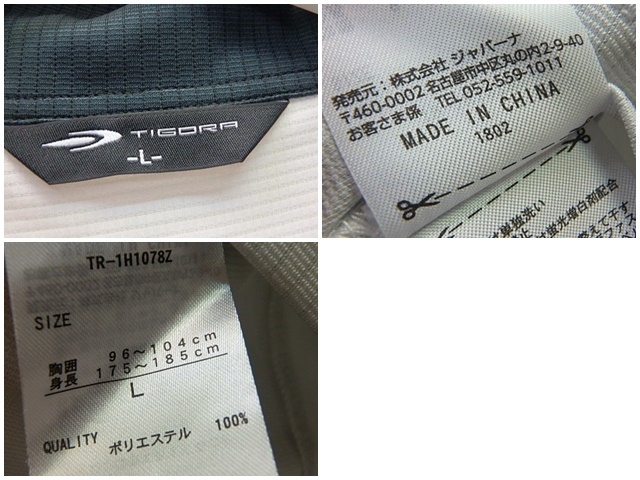 TIGORA
-L-
発売元：株式会社 ジャパーナ
〒460-0002 名古屋市中区丸の内2-9-40
お客さま係 TEL 052-559-1011
MADE IN CHINA
1802
TR-1H1078Z
SIZE
胸囲 96～104cm
身長 175～185cm
L
QUALITY ポリエステル 100%